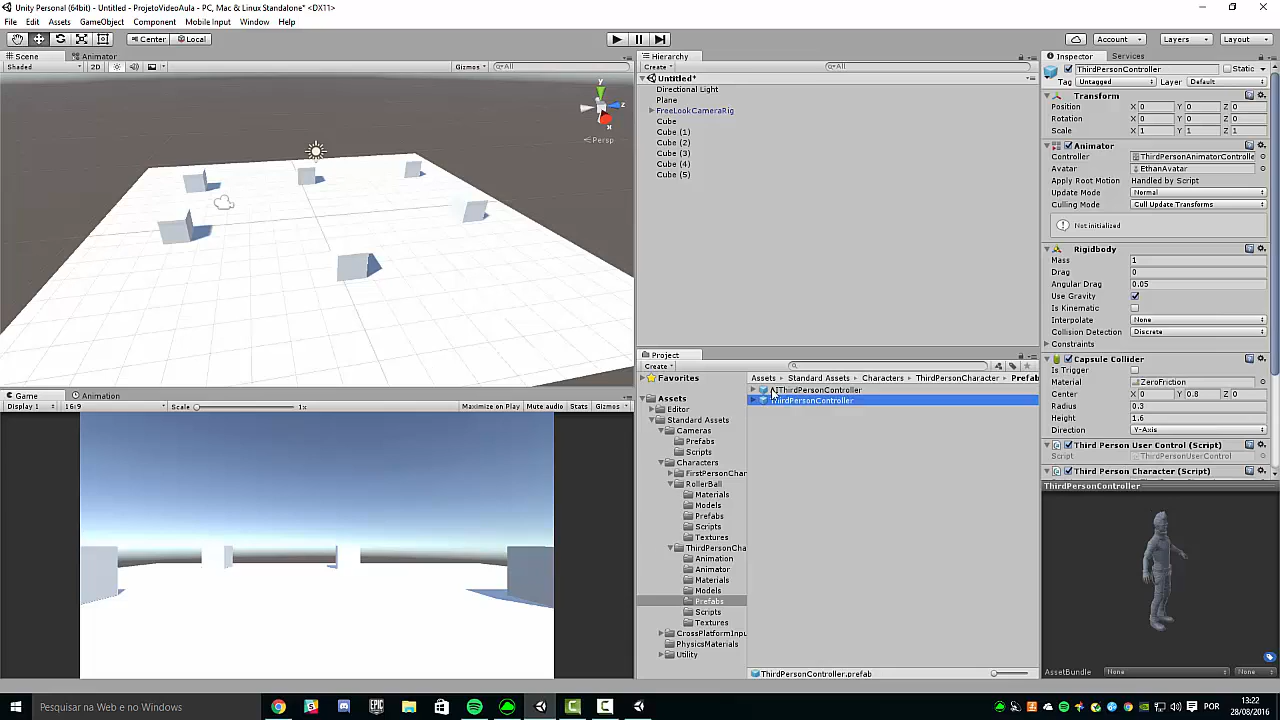 Unity Personal (64bit) - Untitled - ProjetoVideoAula - PC, Mac & Linux Standalone* <DX11>
File Edit Assets GameObject Component Mobile Input Window Help
Center Local Account Layers Layout
Scene Animator
Shaded 2D Gizmos All
y
z
x
Persp
Hierarchy
Create All
Untitled*
Directional Light
Plane
FreeLookCameraRig
Cube
Cube (1)
Cube (2)
Cube (3)
Cube (4)
Cube (5)
Inspector Services
ThirdPersonController Static
Tag Untagged Layer Default
Transform
Position X 0 Y 0 Z 0
Rotation X 0 Y 0 Z 0
Scale X 1 Y 1 Z 1
Animator
Controller ThirdPersonAnimatorControlle
Avatar EthanAvatar
Apply Root Motion Handled by Script
Update Mode Normal
Culling Mode Cull Update Transforms
Not initialized
Rigidbody
Mass 1
Drag 0
Angular Drag 0.05
Use Gravity
Is Kinematic
Interpolate None
Collision Detection Discrete
Constraints
Capsule Collider
Is Trigger
Material ZeroFriction
Center X 0 Y 0.8 Z 0
Radius 0.3
Height 1.6
Direction Y-Axis
Third Person User Control (Script)
Script ThirdPersonUserControl
Third Person Character (Script)
ThirdPersonController
AssetBundle None None
Project
Create
Favorites
Assets
Editor
Standard Assets
Cameras
Prefabs
Scripts
Characters
FirstPersonChar
RollerBall
Materials
Models
Prefabs
Scripts
Textures
ThirdPersonCha
Animation
Animator
Materials
Models
Prefabs
Scripts
Textures
CrossPlatformInpu
PhysicsMaterials
Utility
Assets Standard Assets Characters ThirdPersonCharacter Prefab
AIThirdPersonController
ThirdPersonController
ThirdPersonController.prefab
Game Animation
Display 1 16:9 Scale 1x Maximize on Play Mute audio Stats Gizmos
Pesquisar na Web e no Windows
POR
13:22
28/08/2016